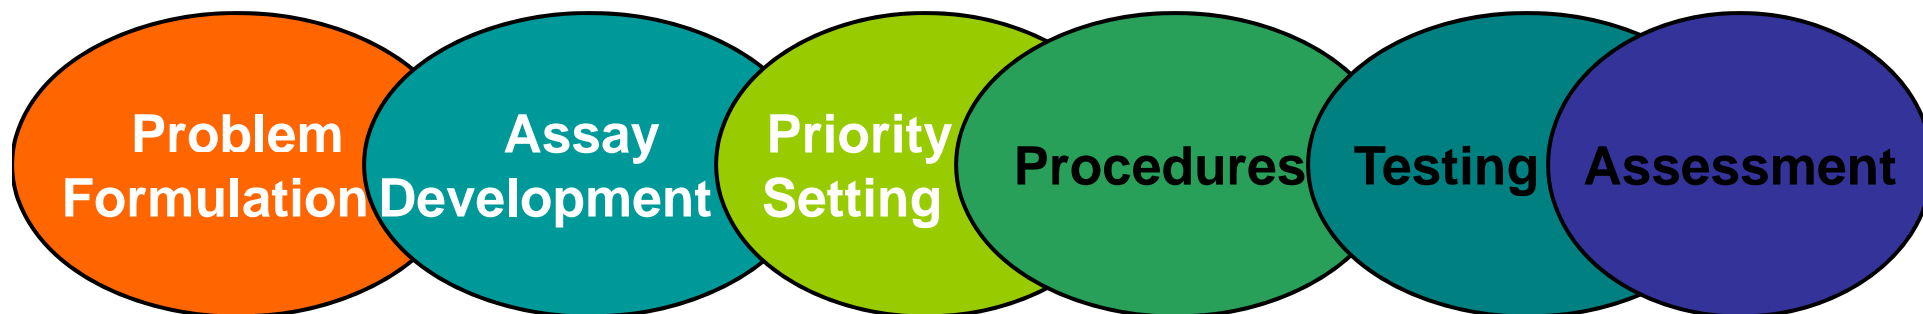 Problem
Formulation
Assay
Development
Priority
Setting
Procedures
Testing
Assessment